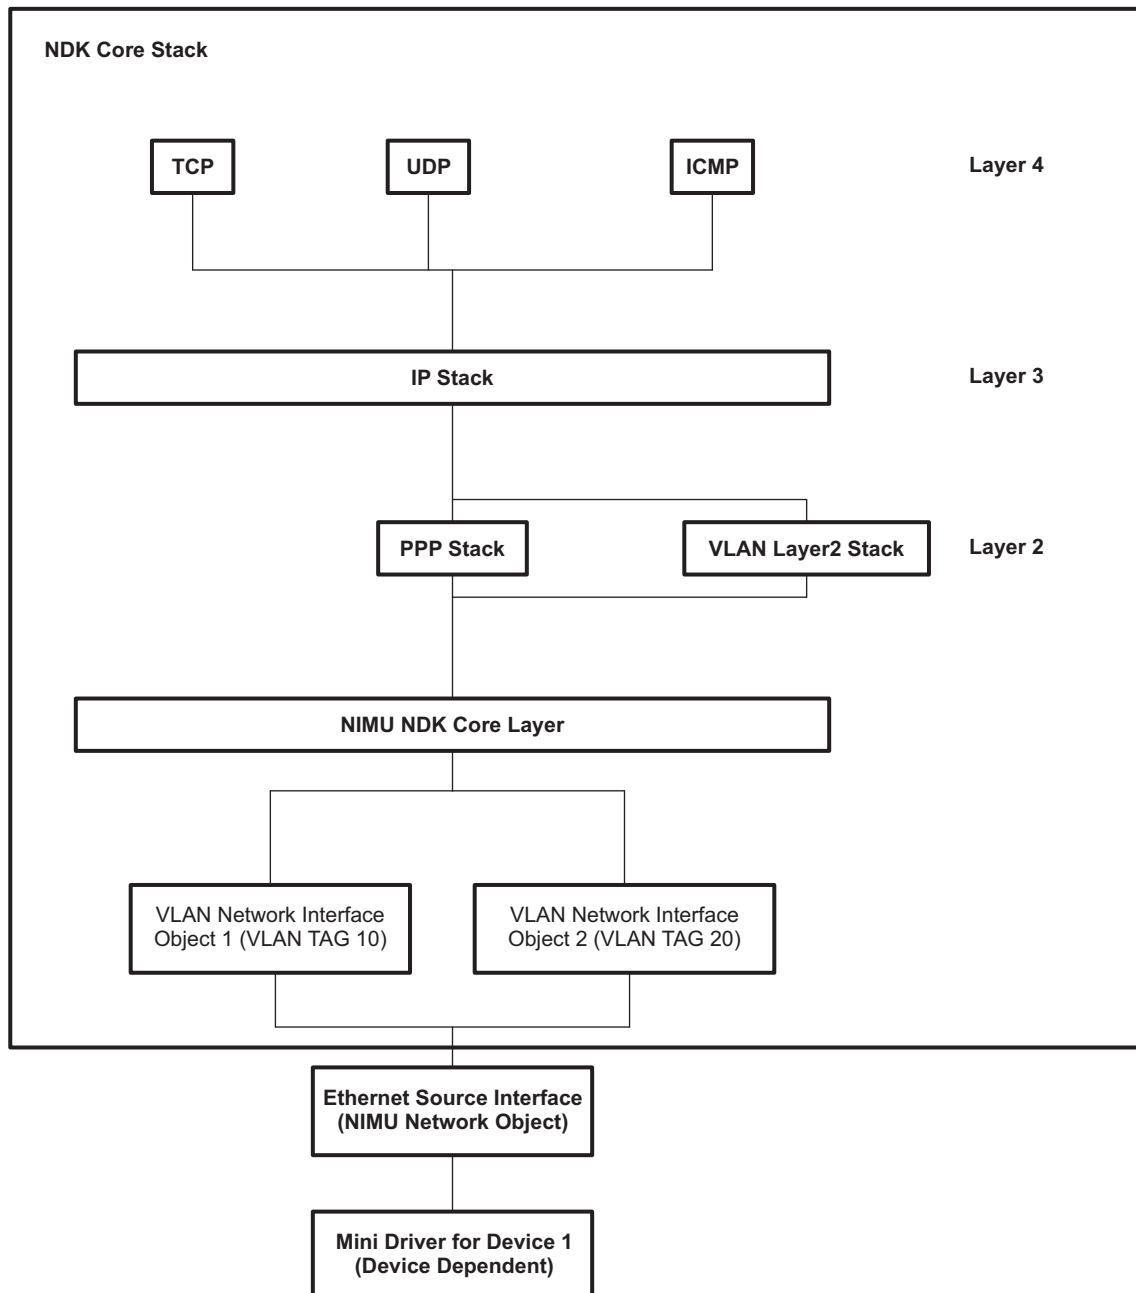 NDK Core Stack
TCP
UDP
ICMP
Layer 4
IP Stack
Layer 3
PPP Stack
VLAN Layer2 Stack
Layer 2
NIMU NDK Core Layer
VLAN Network Interface
Object 1 (VLAN TAG 10)
VLAN Network Interface
Object 2 (VLAN TAG 20)
Ethernet Source Interface
(NIMU Network Object)
Mini Driver for Device 1
(Device Dependent)